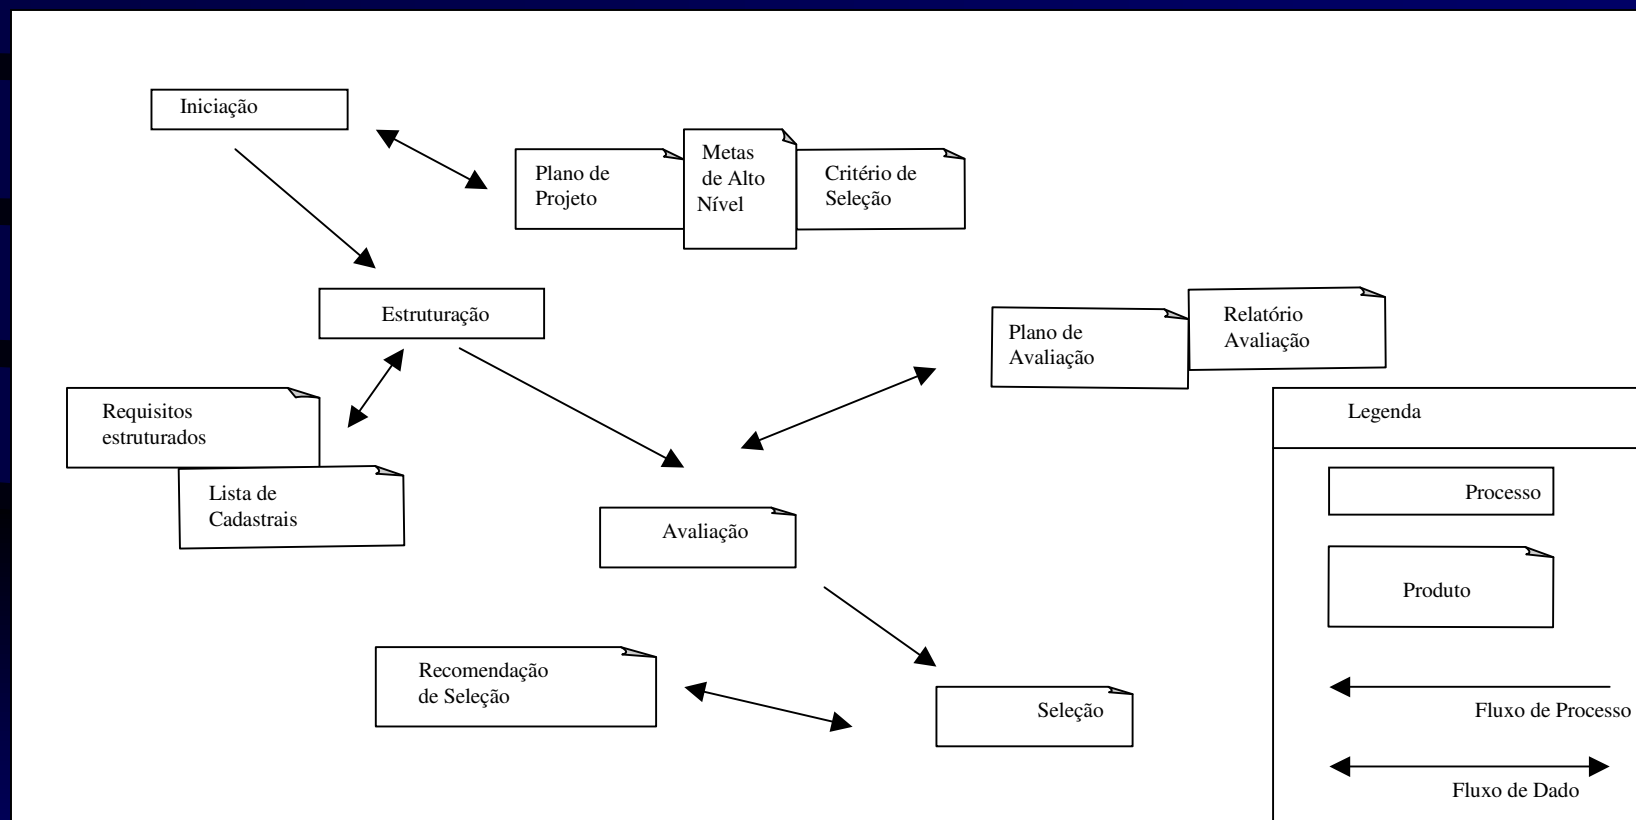 Iniciação
Plano de
Projeto
Metas
de Alto
Nível
Critério de
Seleção
Estruturação
Plano de
Avaliação
Relatório
Avaliação
Requisitos
estruturados
Lista de
Cadastrais
Avaliação
Recomendação
de Seleção
Seleção
Legenda
Processo
Produto
Fluxo de Processo
Fluxo de Dado